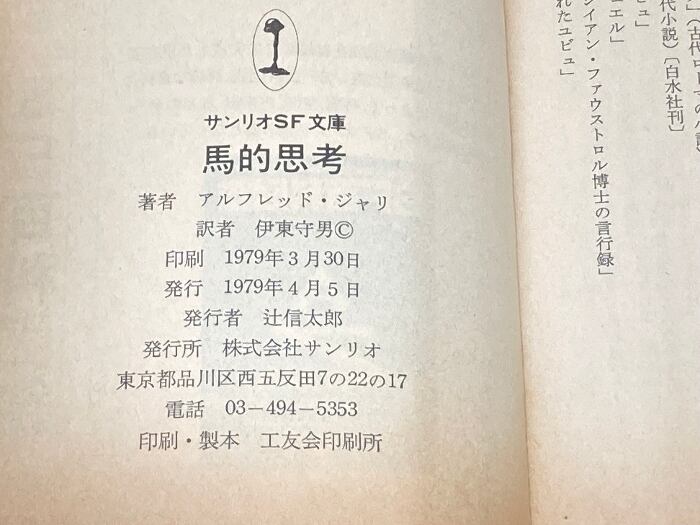 サンリオSF文庫
馬的思考
著者 アルフレッド・ジャリ
訳者 伊東守男©
印刷 1979年3月30日
発行 1979年4月5日
発行者 辻信太郎
発行所 株式会社サンリオ
東京都品川区西五反田7の22の17
電話 03-494-5353
印刷・製本 工友会印刷所
代小説)〔白水社刊〕
ュ」
エル」
イアン・ファウストロル博士の言行録」
れたユビュ」